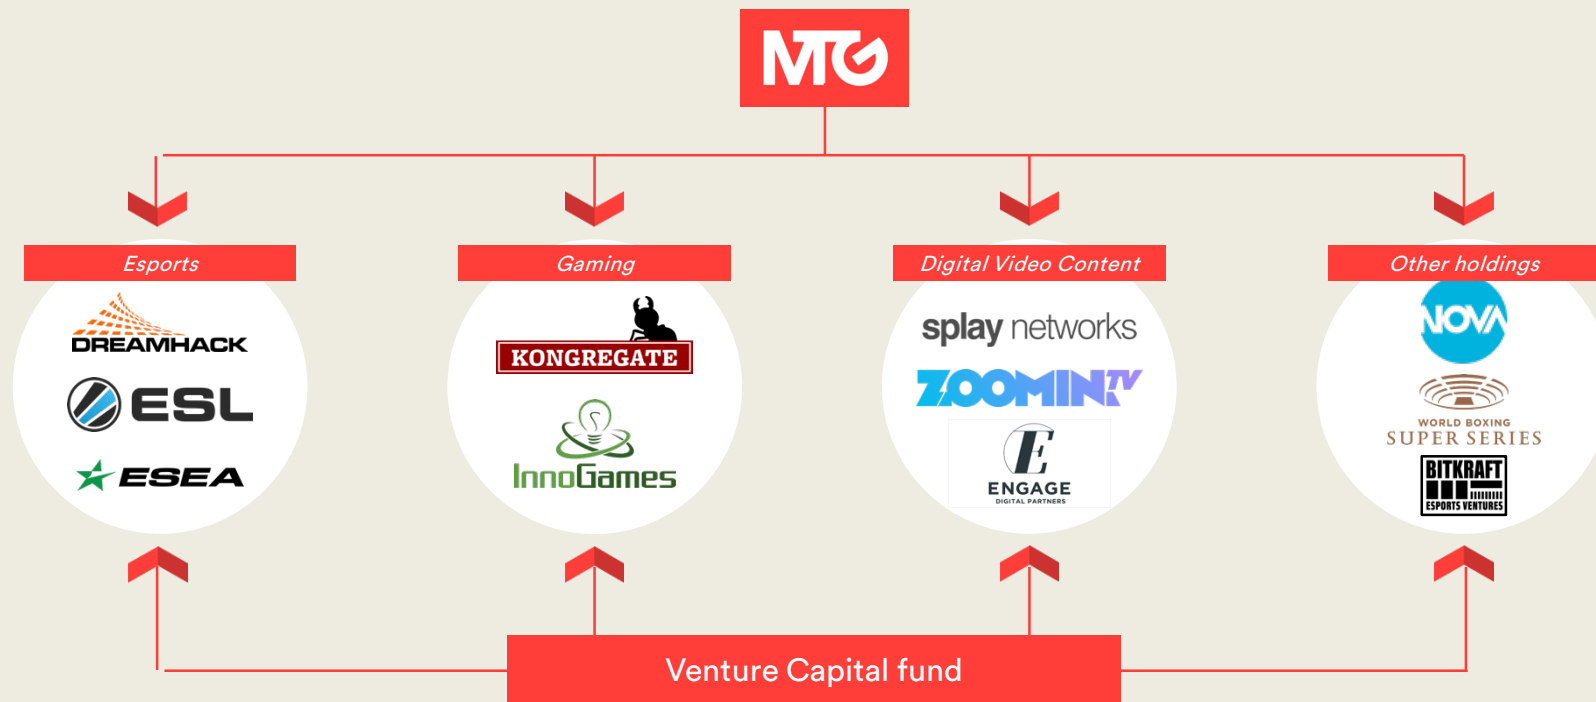 MTG
Esports
Gaming
Digital Video Content
Other holdings
DREAMHACK
ESL
ESEA
KONGREGATE
InnoGames
splay networks
ZOOMIN.TV
E
ENGAGE
DIGITAL PARTNERS
NOVA
WORLD BOXING
SUPER SERIES
BITKRAFT
ESPORTS VENTURES
Venture Capital fund